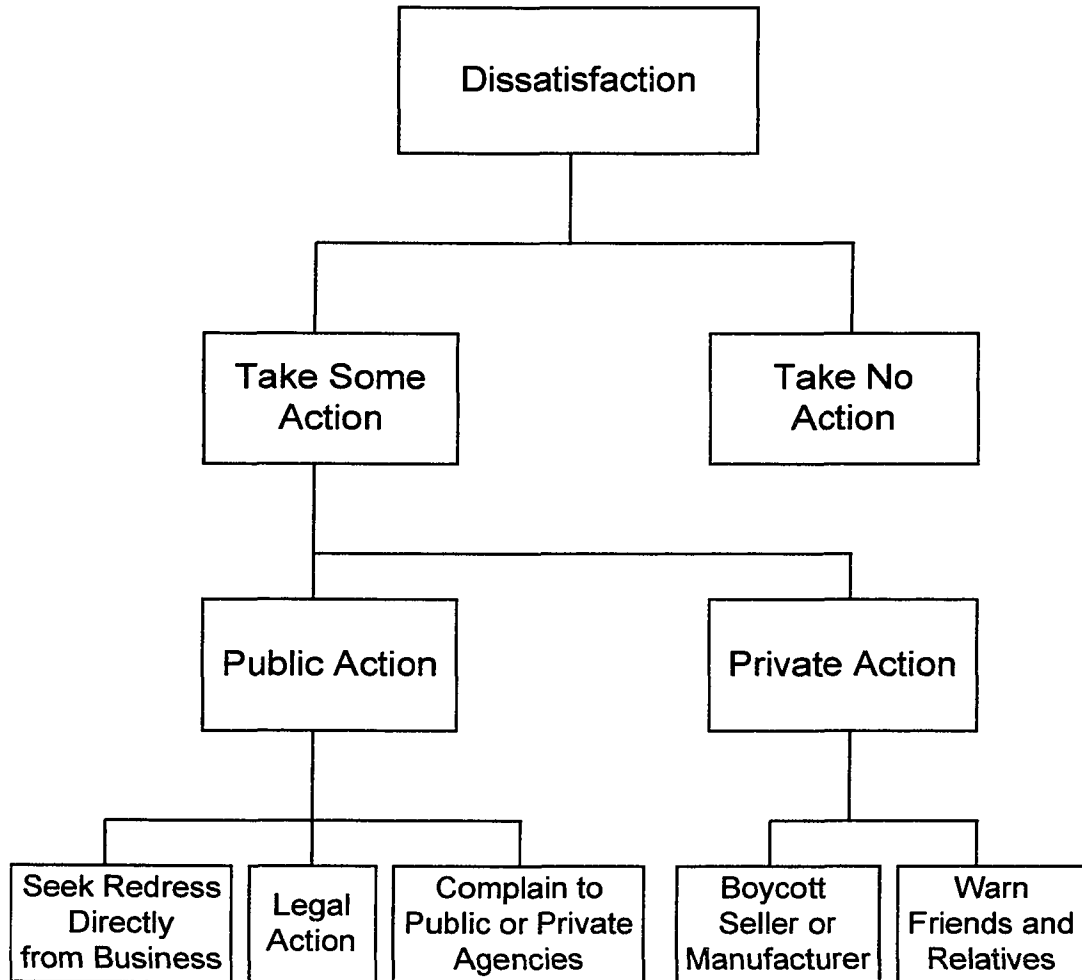 Dissatisfaction
Take Some
Action
Take No
Action
Public Action
Private Action
Seek Redress
Directly
from Business
Legal
Action
Complain to
Public or Private
Agencies
Boycott
Seller or
Manufacturer
Warn
Friends and
Relatives